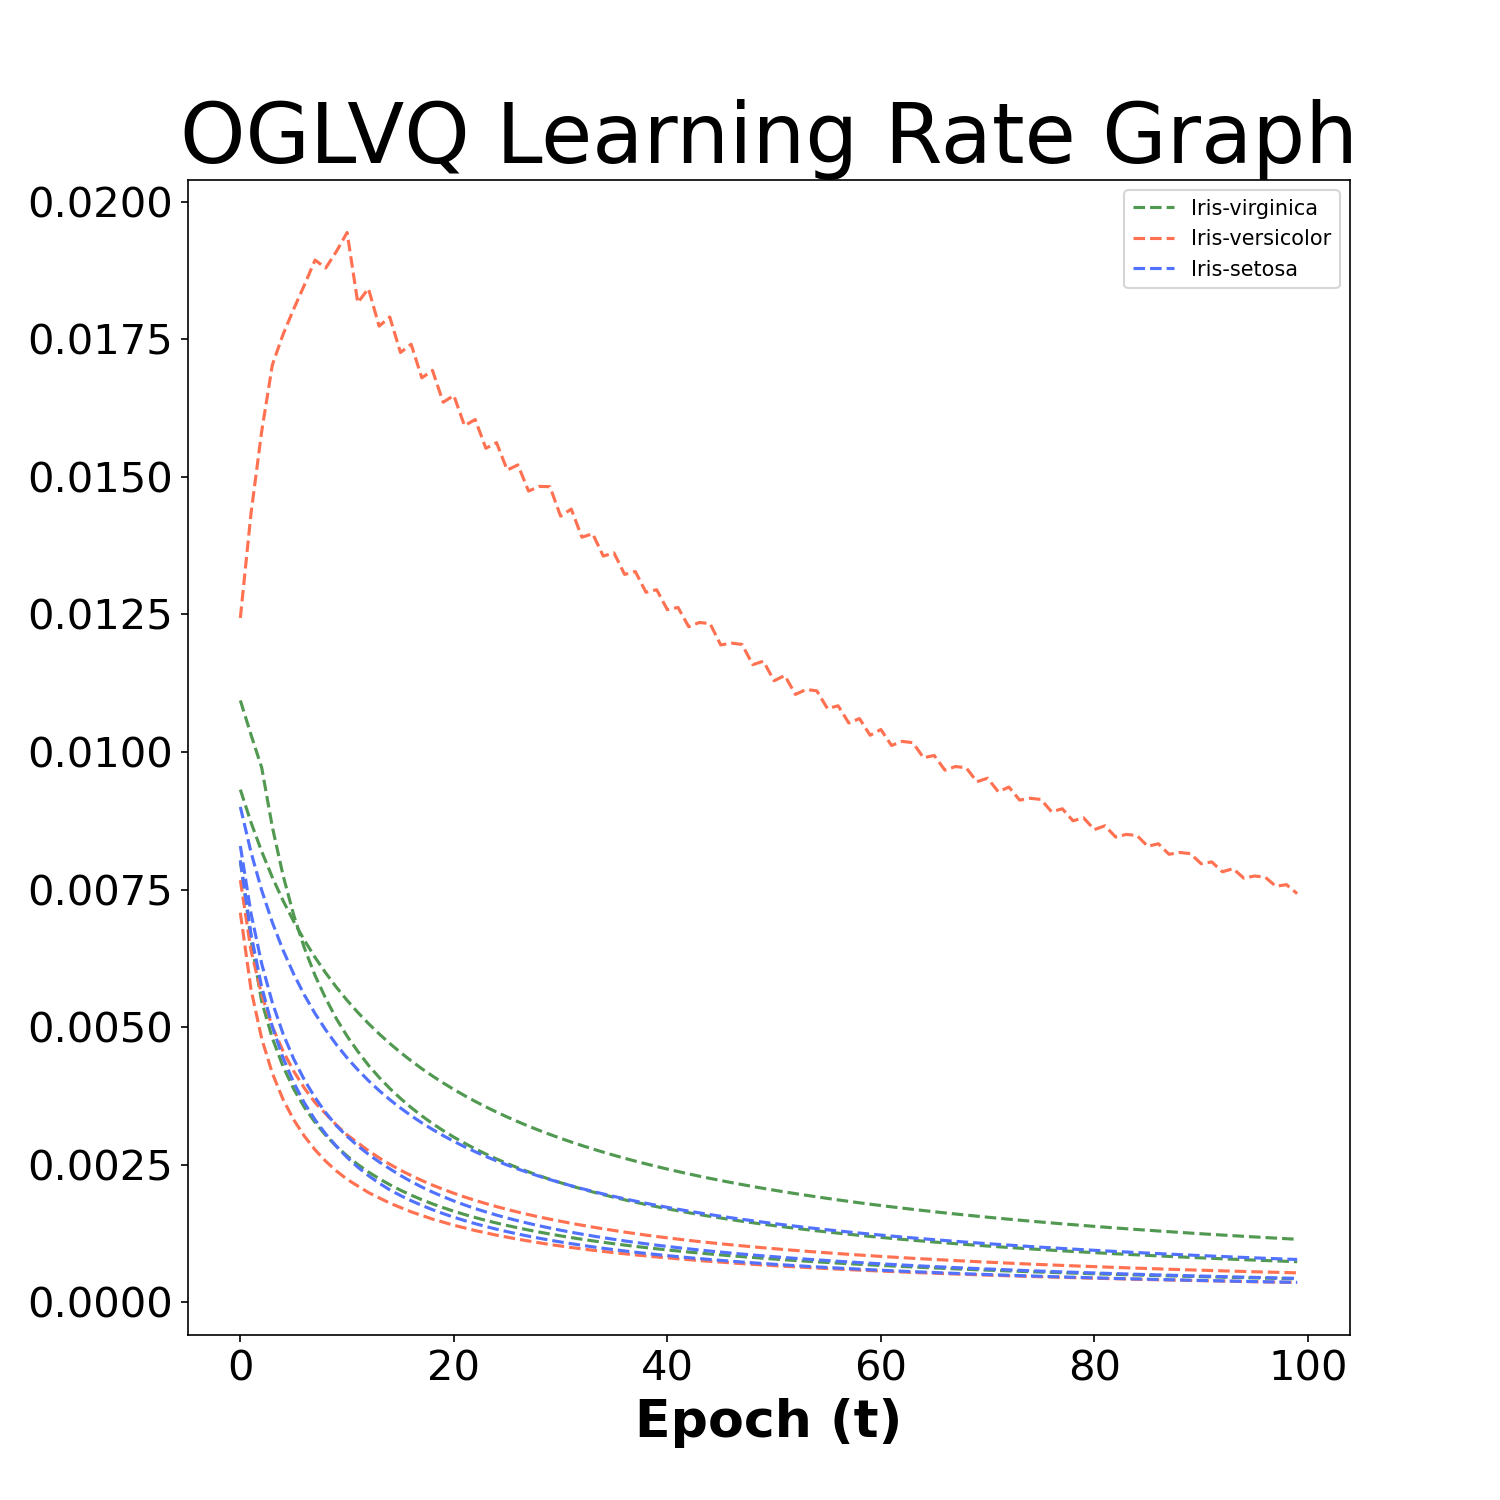 OGLVQ Learning Rate Graph
0.0200
0.0175
0.0150
0.0125
0.0100
0.0075
0.0050
0.0025
0.0000
Iris-virginica
Iris-versicolor
Iris-setosa
0 20 40 60 80 100
Epoch (t)